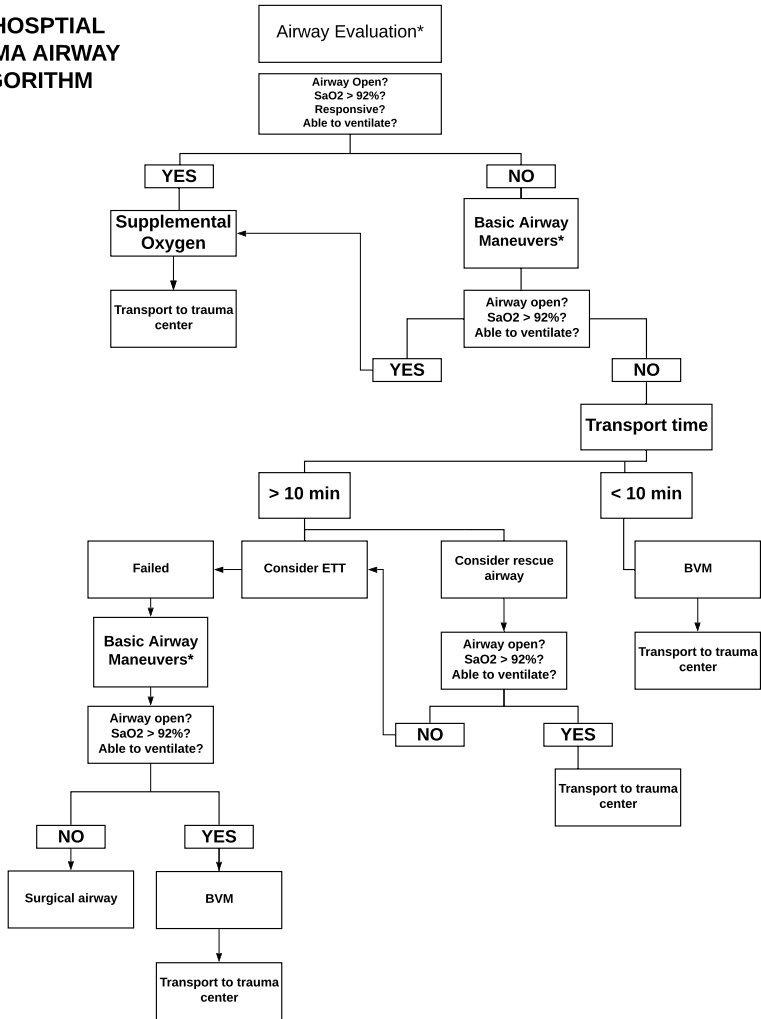 HOSPTIAL
MA AIRWAY
GORITHM
Airway Evaluation*
Airway Open?
SaO2 > 92%?
Responsive?
Able to ventilate?
YES
NO
Supplemental
Oxygen
Basic Airway
Maneuvers*
Transport to trauma
center
Airway open?
SaO2 > 92%?
Able to ventilate?
YES
NO
Transport time
> 10 min
< 10 min
Failed
Consider ETT
Consider rescue
airway
BVM
Basic Airway
Maneuvers*
Airway open?
SaO2 > 92%?
Able to ventilate?
Transport to trauma
center
Airway open?
SaO2 > 92%?
Able to ventilate?
NO
YES
Transport to trauma
center
NO
YES
Surgical airway
BVM
Transport to trauma
center